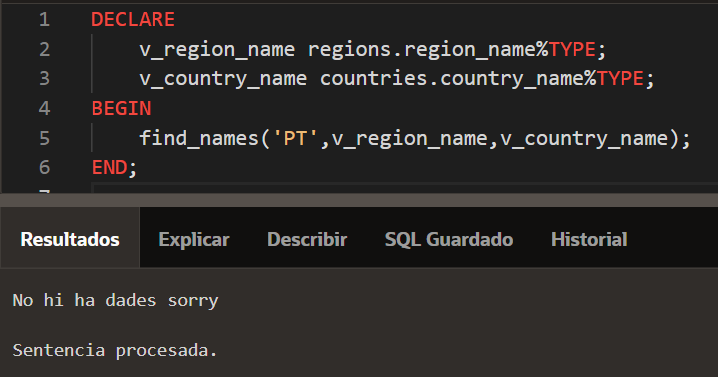 1 DECLARE
2 v_region_name regions.region_name%TYPE;
3 v_country_name countries.country_name%TYPE;
4 BEGIN
5 find_names('PT',v_region_name,v_country_name);
6 END;
7
Resultados Explicar Describir SQL Guardado Historial
No hi ha dades sorry
Sentencia procesada.